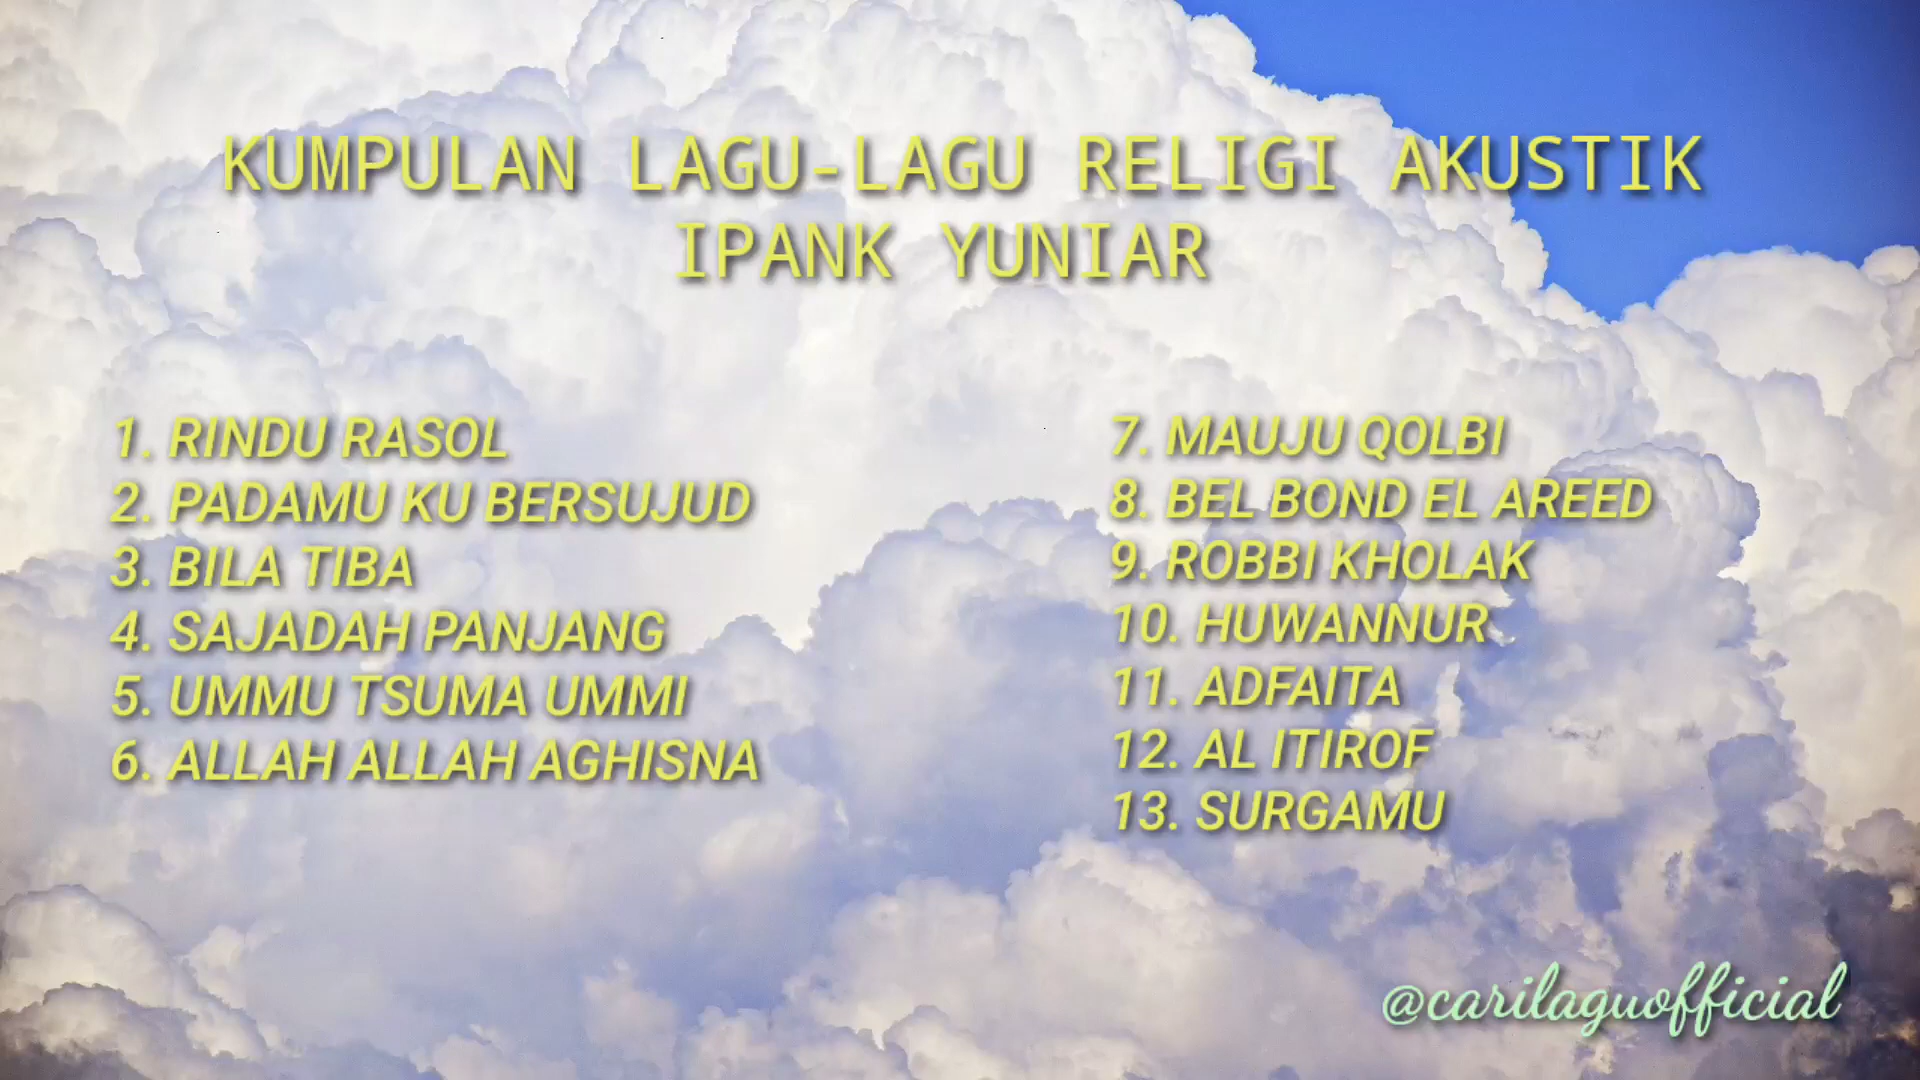 KUMPULAN LAGU-LAGU RELIGI AKUSTIK
IPANK YUNIAR
1. RINDU RASOL
2. PADAMU KU BERSUJUD
3. BILA TIBA
4. SAJADAH PANJANG
5. UMMU TSUMA UMMI
6. ALLAH ALLAH AGHISNA
7. MAUJU QOLBI
8. BEL BOND EL AREED
9. ROBBI KHOLAK
10. HUWANNUR
11. ADFAITA
12. AL ITIROF
13. SURGAMU
@carilaguofficial